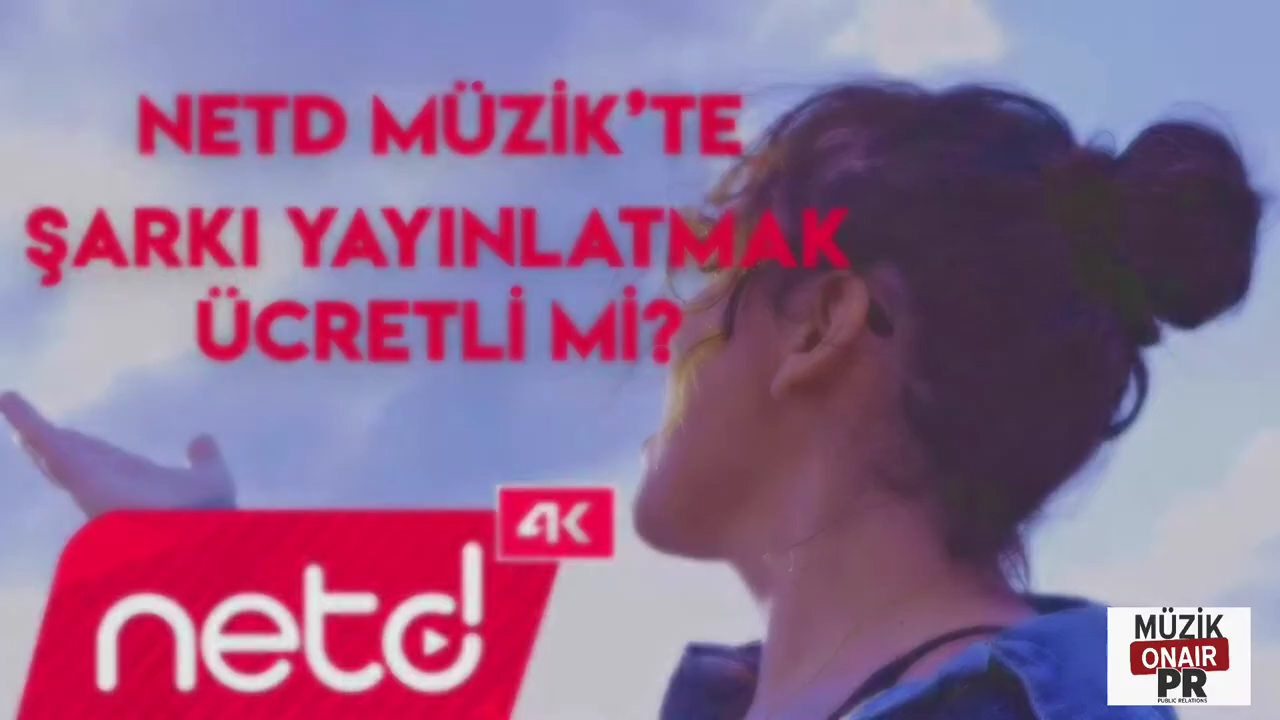 NETD MÜZİK'TE
ŞARKI YAYINLATMAK
ÜCRETLİ Mİ?
4K
netd
MÜZİK
ONAIR
PR
PUBLIC RELATIONS